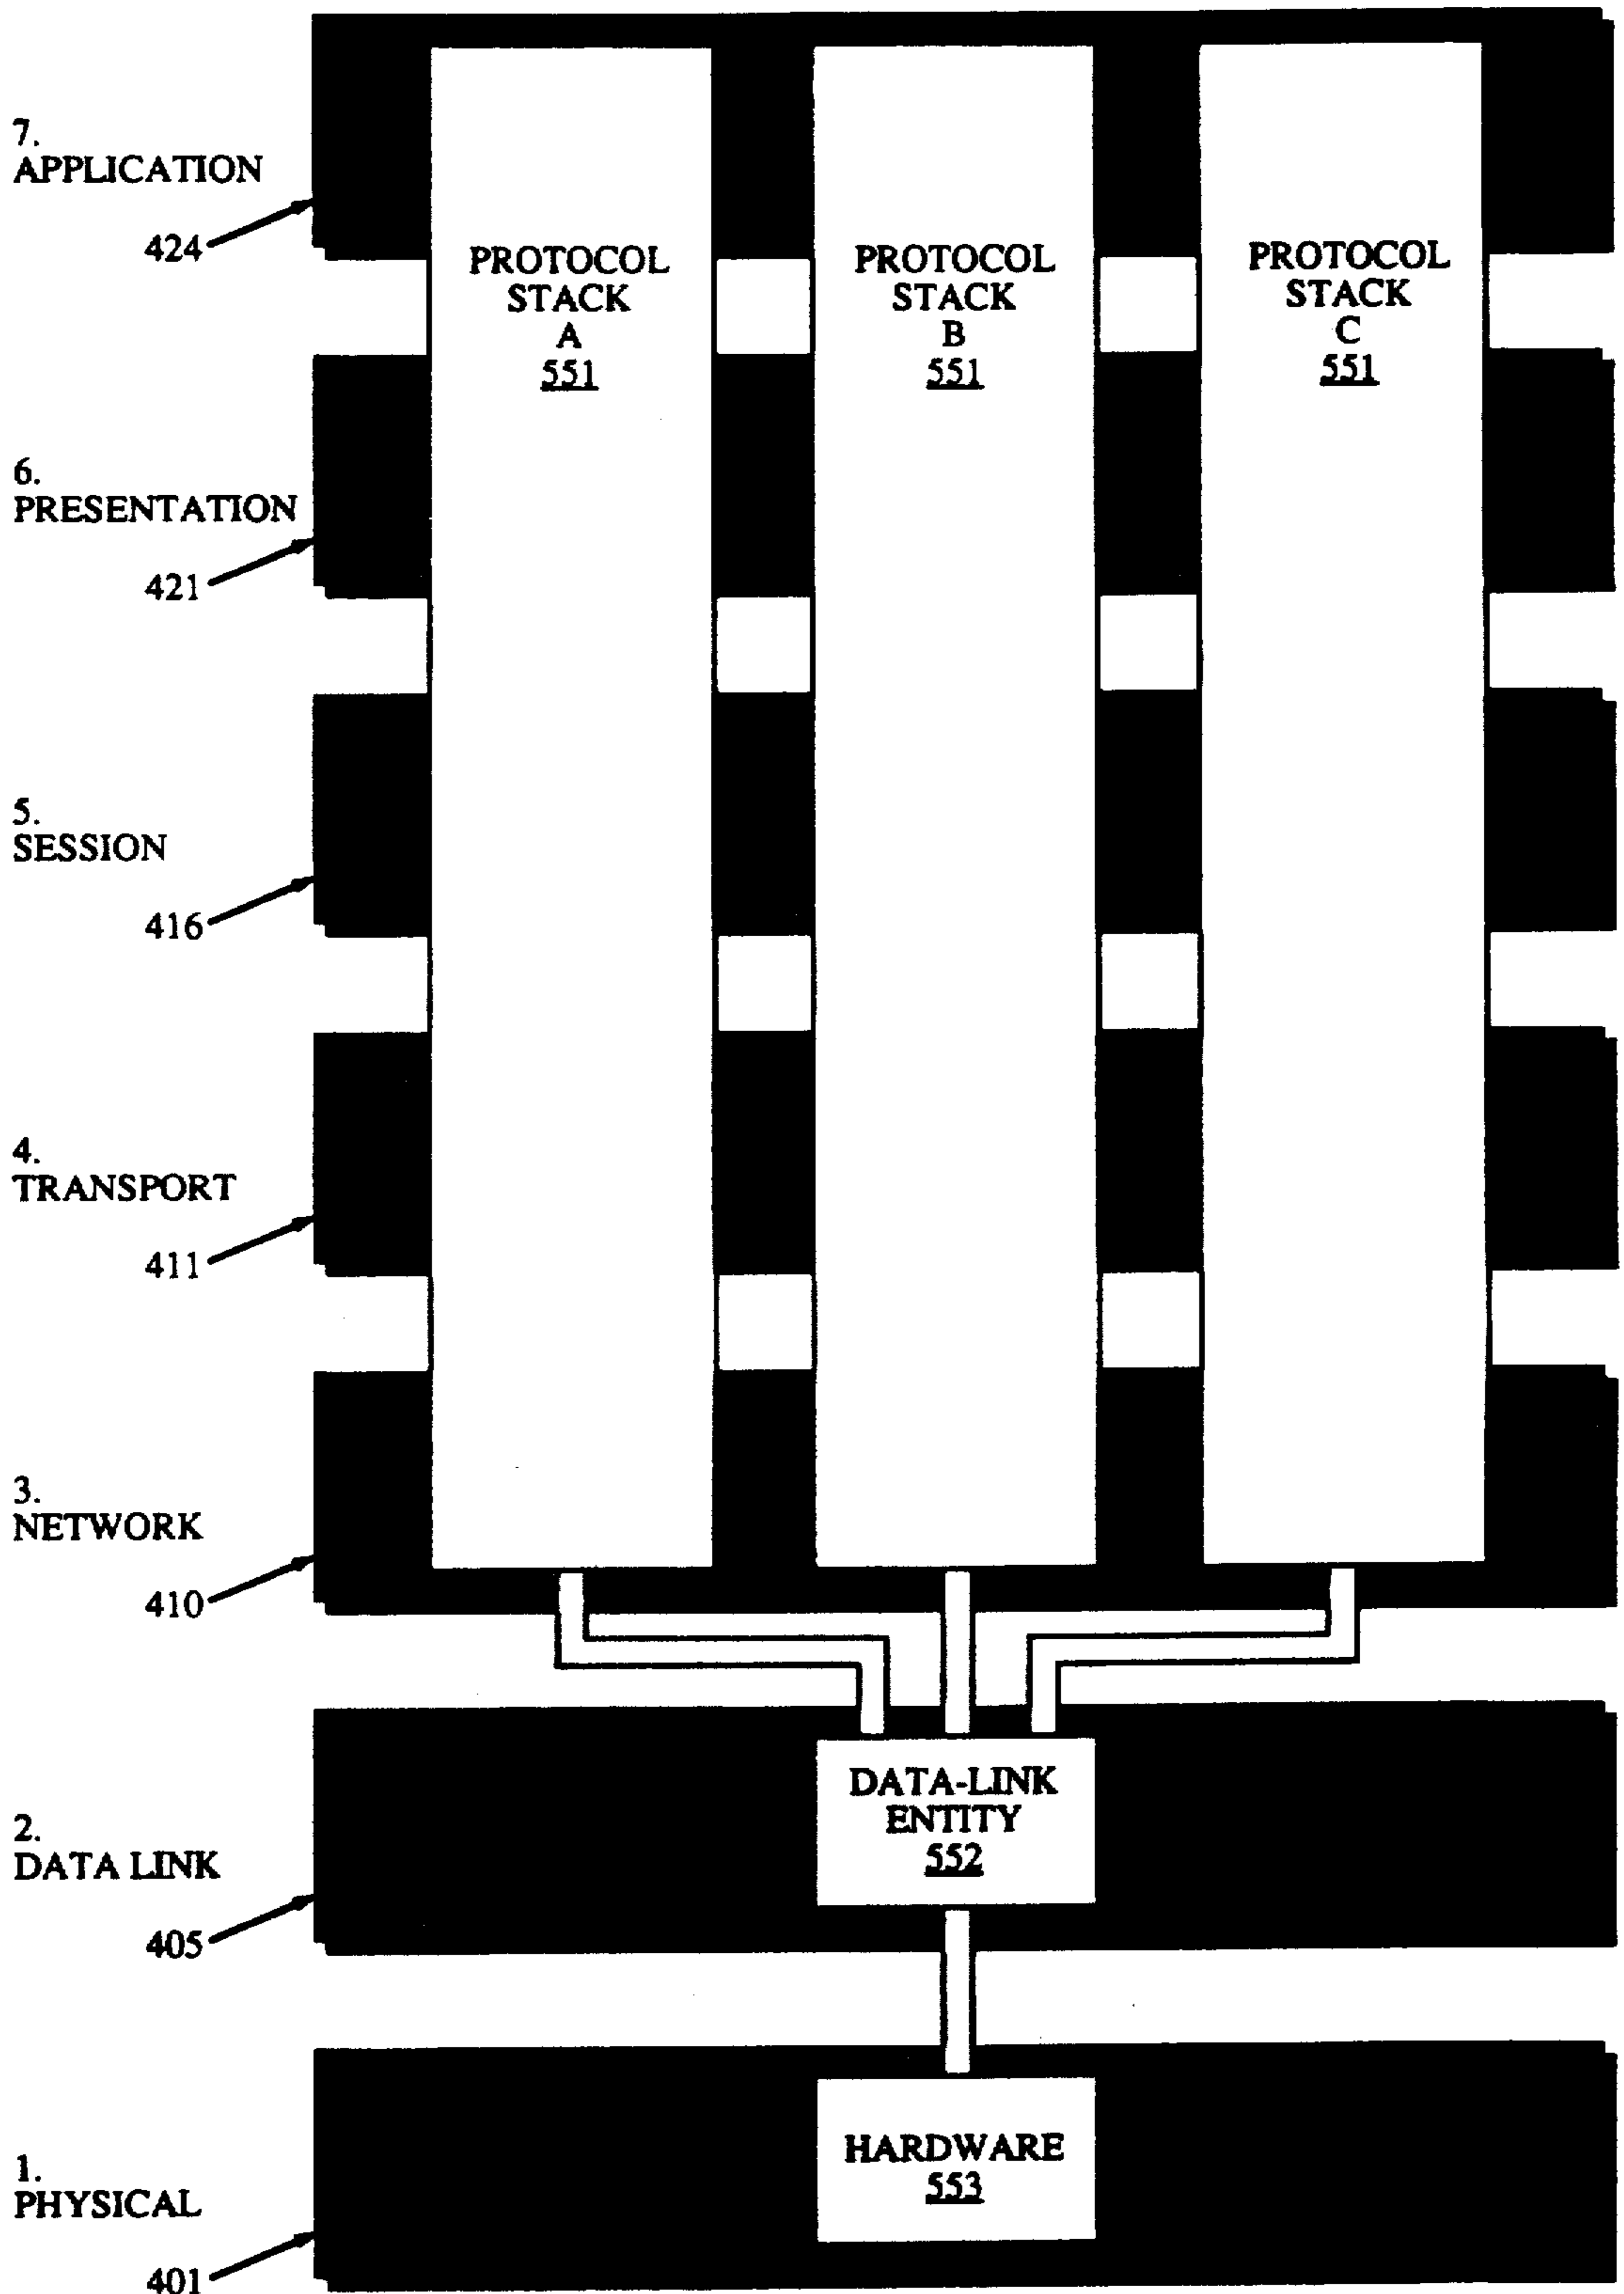 7.
APPLICATION
424
PROTOCOL
STACK
A
551
PROTOCOL
STACK
B
551
PROTOCOL
STACK
C
551
6.
PRESENTATION
421
5.
SESSION
416
4.
TRANSPORT
411
3.
NETWORK
410
2.
DATA LINK
405
DATA-LINK
ENTITY
552
1.
PHYSICAL
401
HARDWARE
553